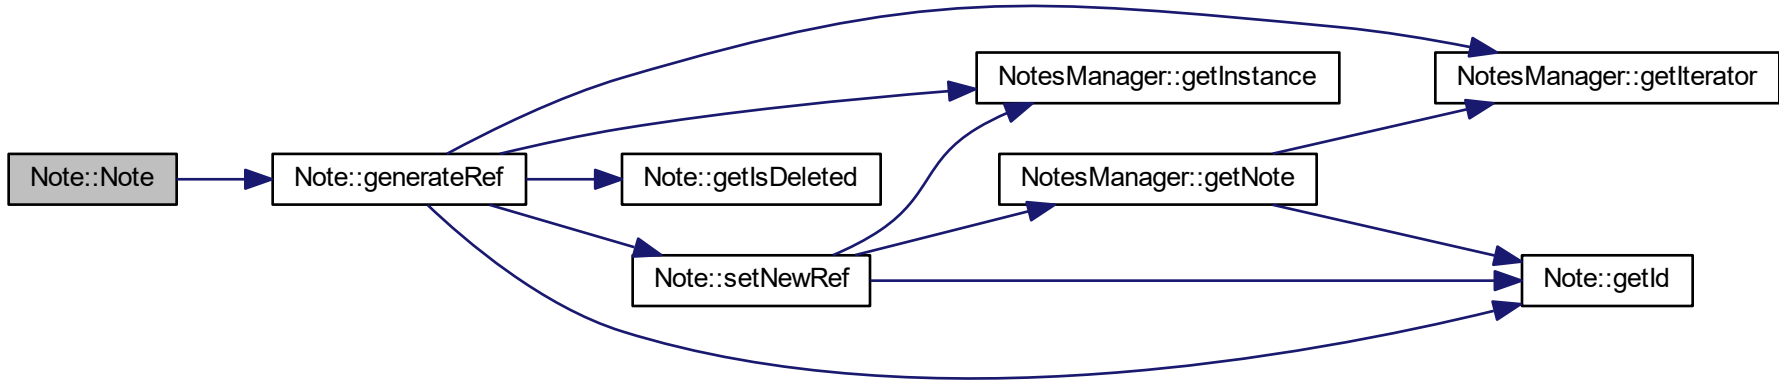 NotesManager::getInstance
NotesManager::getIterator
Note::Note
Note::generateRef
Note::getIsDeleted
NotesManager::getNote
Note::setNewRef
Note::getId